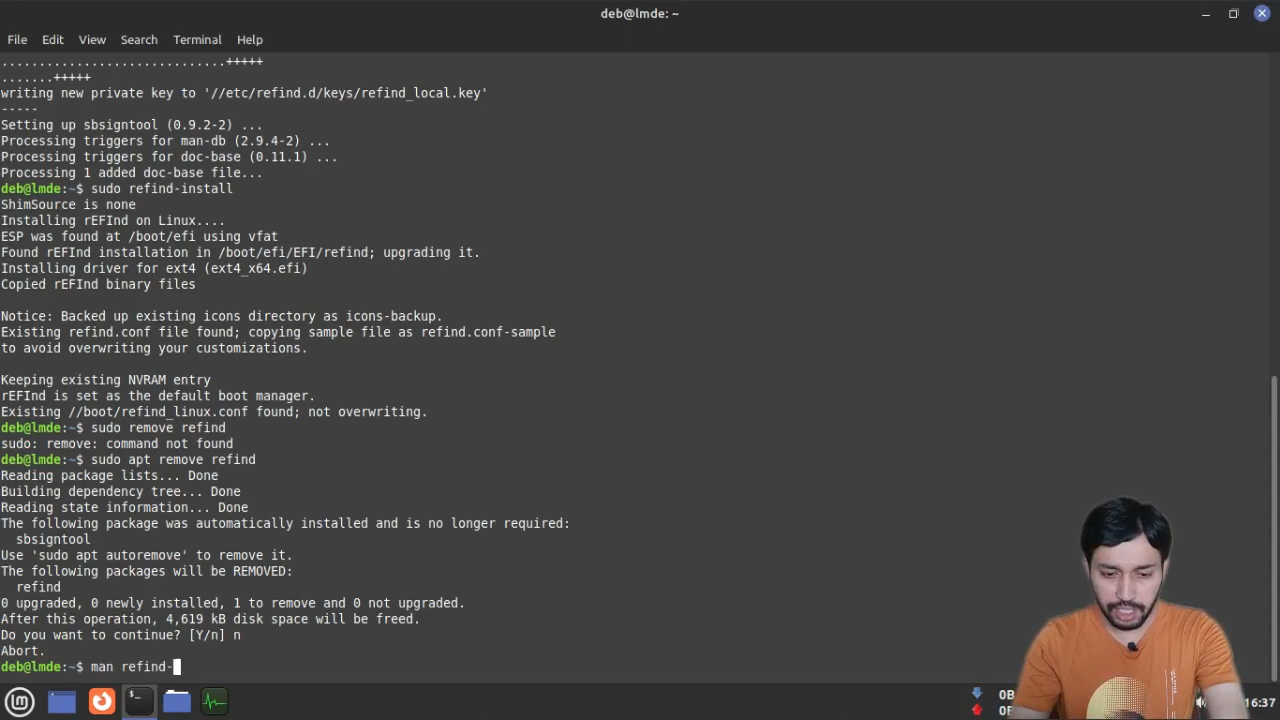 deb@lmde: ~
File Edit View Search Terminal Help
..............................+++++
.......+++++
writing new private key to '//etc/refind.d/keys/refind_local.key'
-----
Setting up sbsigntool (0.9.2-2) ...
Processing triggers for man-db (2.9.4-2) ...
Processing triggers for doc-base (0.11.1) ...
Processing 1 added doc-base file...
deb@lmde:~$ sudo refind-install
ShimSource is none
Installing rEFInd on Linux....
ESP was found at /boot/efi using vfat
Found rEFInd installation in /boot/efi/EFI/refind; upgrading it.
Installing driver for ext4 (ext4_x64.efi)
Copied rEFInd binary files
Notice: Backed up existing icons directory as icons-backup.
Existing refind.conf file found; copying sample file as refind.conf-sample
to avoid overwriting your customizations.
Keeping existing NVRAM entry
rEFInd is set as the default boot manager.
Existing //boot/refind_linux.conf found; not overwriting.
deb@lmde:~$ sudo remove refind
sudo: remove: command not found
deb@lmde:~$ sudo apt remove refind
Reading package lists... Done
Building dependency tree... Done
Reading state information... Done
The following package was automatically installed and is no longer required:
sbsigntool
Use 'sudo apt autoremove' to remove it.
The following packages will be REMOVED:
refind
0 upgraded, 0 newly installed, 1 to remove and 0 not upgraded.
After this operation, 4,619 kB disk space will be freed.
Do you want to continue? [Y/n] n
Abort.
deb@lmde:~$ man refind-
0B
16:37